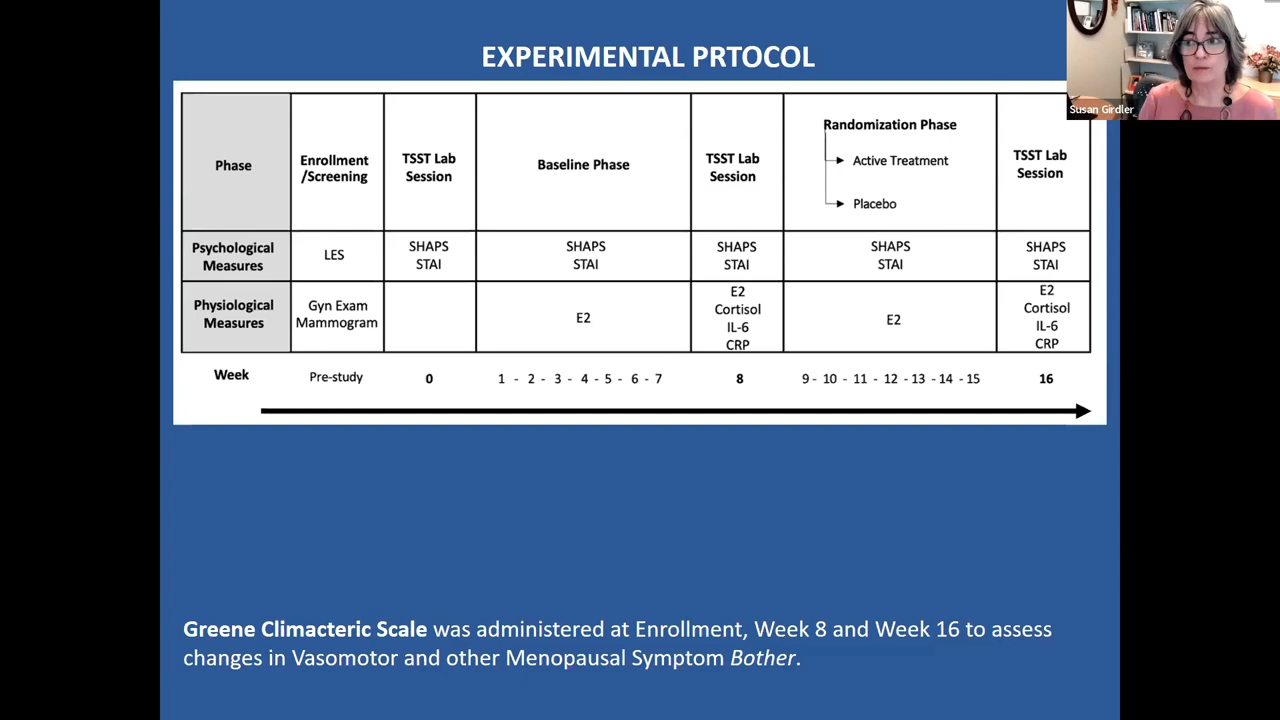 EXPERIMENTAL PRTOCOL
Susan Girdler
Phase
Enrollment
/Screening
TSST Lab
Session
Baseline Phase
TSST Lab
Session
Randomization Phase
Active Treatment
Placebo
TSST Lab
Session
Psychological
Measures
LES
SHAPS
STAI
SHAPS
STAI
SHAPS
STAI
SHAPS
STAI
SHAPS
STAI
Physiological
Measures
Gyn Exam
Mammogram
E2
E2
Cortisol
IL-6
CRP
E2
E2
Cortisol
IL-6
CRP
Week
Pre-study
0
1 - 2 - 3 - 4 - 5 - 6 - 7
8
9 - 10 - 11 - 12 - 13 - 14 - 15
16
Greene Climacteric Scale was administered at Enrollment, Week 8 and Week 16 to assess
changes in Vasomotor and other Menopausal Symptom Bother.